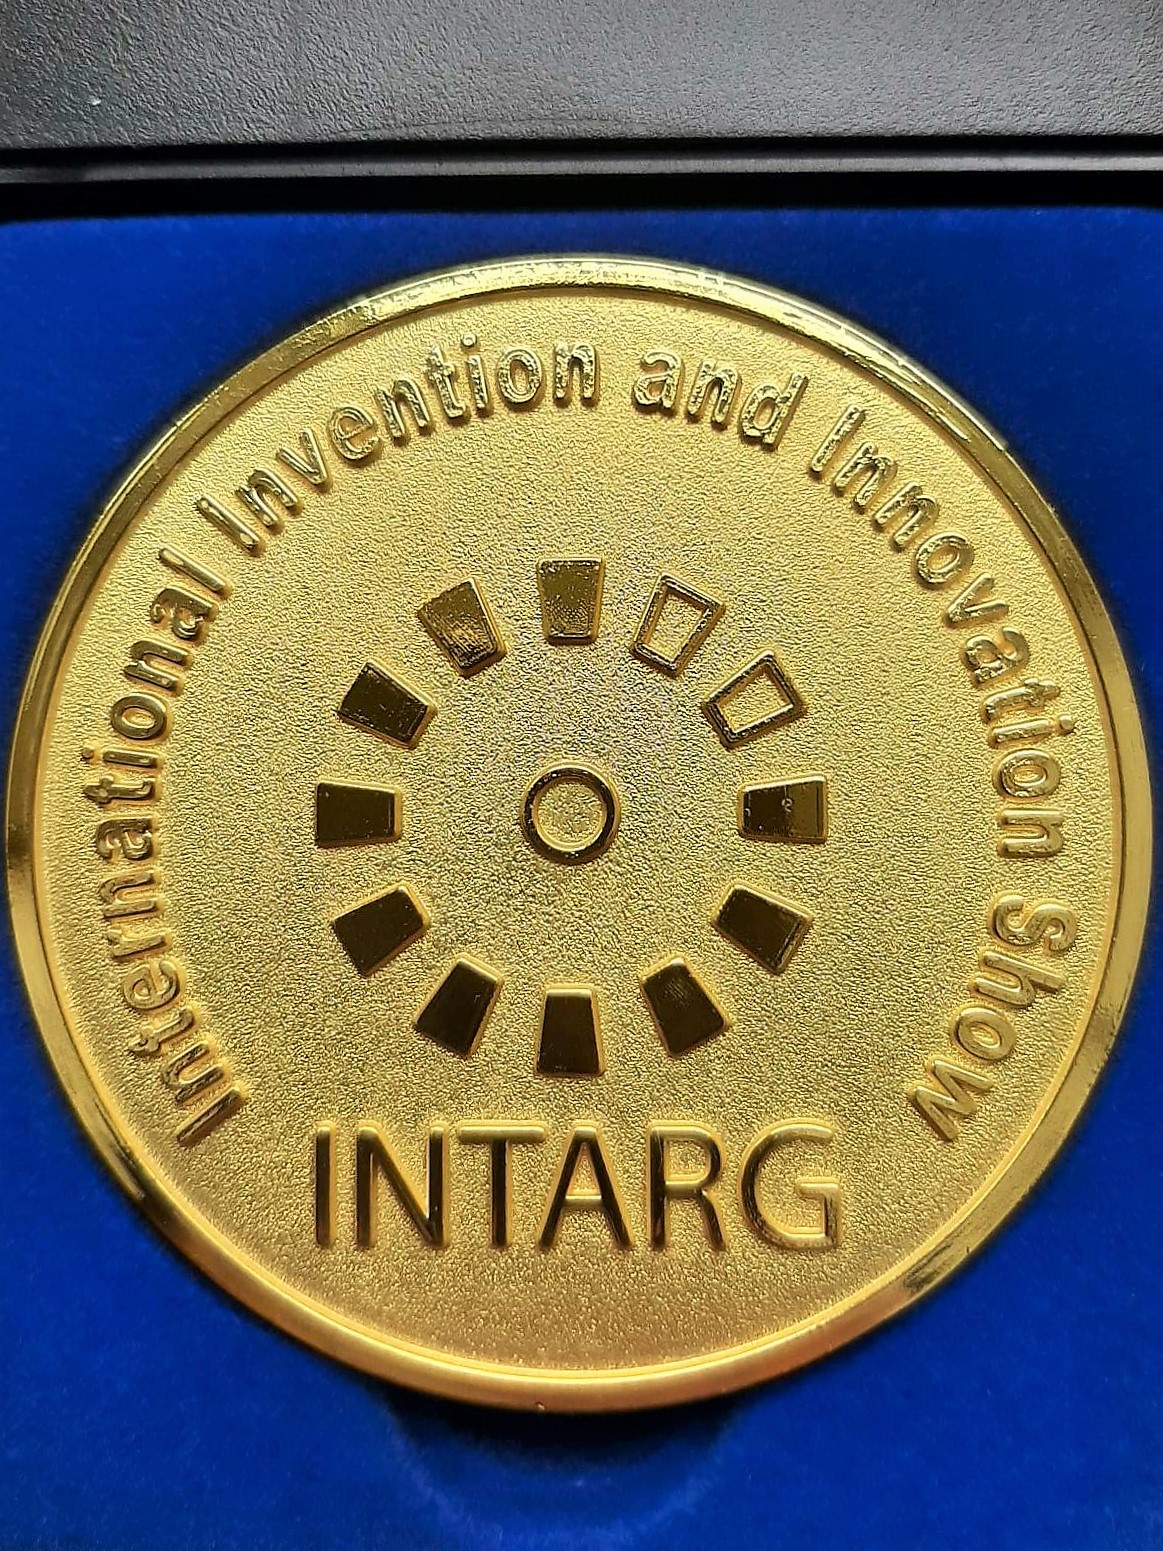 International Invention and Innovation Show
INTARG